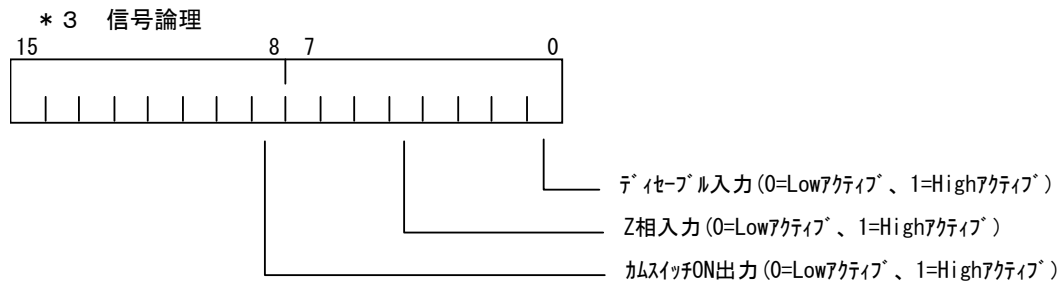 ＊３　信号論理
15 8 7 0
ﾃﾞｨｾｰﾌﾞﾙ入力(0=Lowｱｸﾃｨﾌﾞ、1=Highｱｸﾃｨﾌﾞ)
Z相入力(0=Lowｱｸﾃｨﾌﾞ、1=Highｱｸﾃｨﾌﾞ)
ｶﾑｽｲｯﾁON出力(0=Lowｱｸﾃｨﾌﾞ、1=Highｱｸﾃｨﾌﾞ)